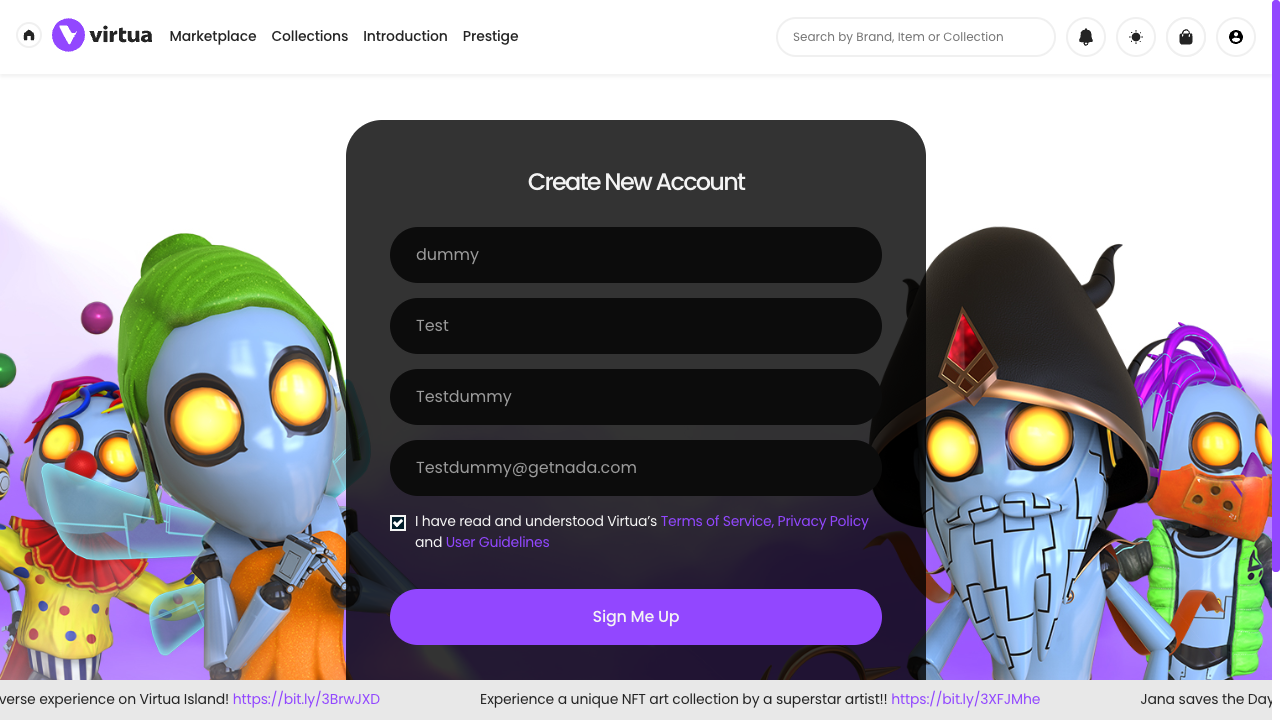 virtua
Marketplace
Collections
Introduction
Prestige
Search by Brand, Item or Collection
Create New Account
dummy
Test
Testdummy
Testdummy@getnada.com
I have read and understood Virtua’s Terms of Service, Privacy Policy
and User Guidelines
Sign Me Up
verse experience on Virtua Island! https://bit.ly/3BrwJXD
Experience a unique NFT art collection by a superstar artist!! https://bit.ly/3XFJMhe
Jana saves the Day